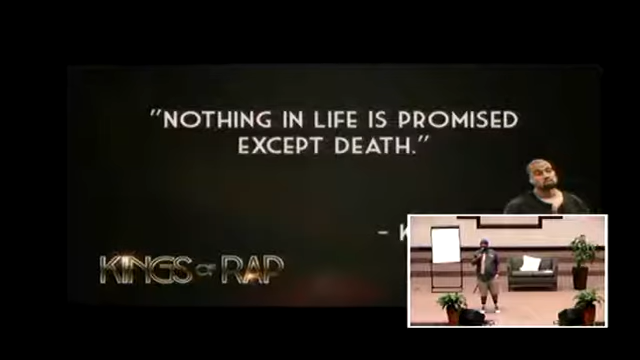 "NOTHING IN LIFE IS PROMISED
EXCEPT DEATH."
- K
KINGS OF RAP